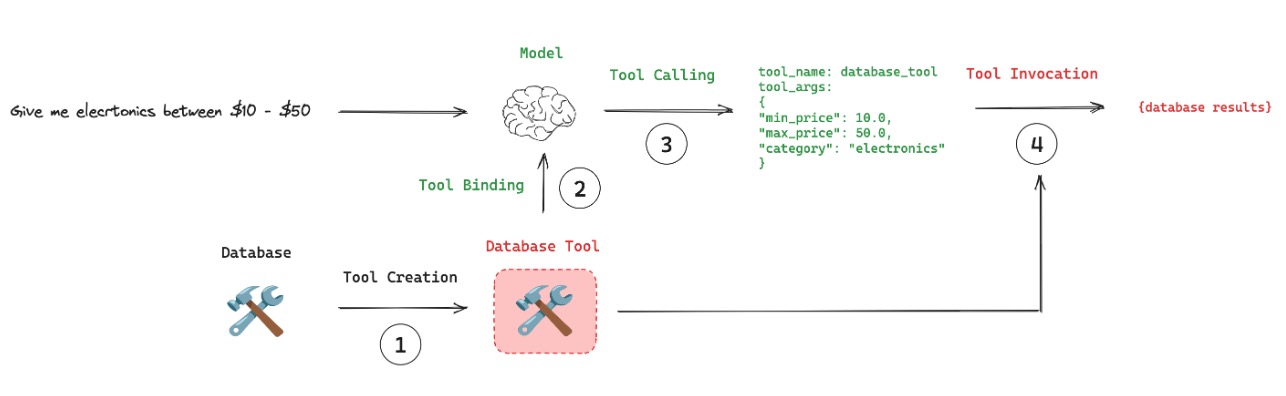 Model
Tool Calling
tool_name: database_tool
tool_args:
{
"min_price": 10.0,
"max_price": 50.0,
"category": "electronics"
}
Tool Invocation
Give me elecrtonics between $10 - $50
{database results}
3
4
Tool Binding
2
Database
Database Tool
Tool Creation
1